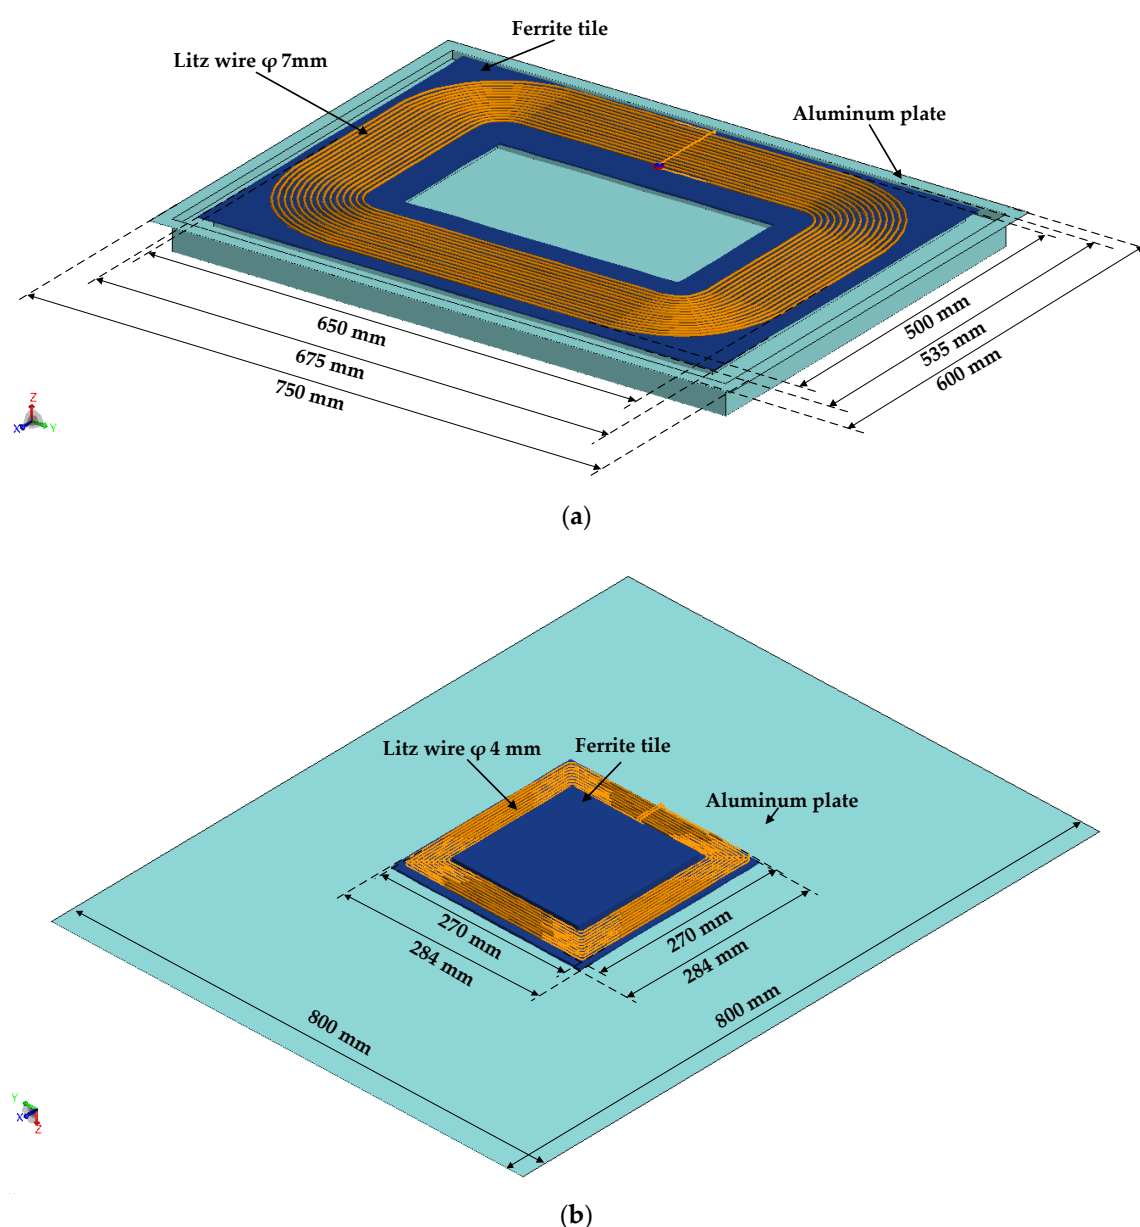 Ferrite tile
Litz wire φ 7mm
Aluminum plate
650 mm
675 mm
750 mm
500 mm
535 mm
600 mm
Z
X
Y
(a)
Litz wire φ 4 mm
Ferrite tile
Aluminum plate
270 mm
284 mm
270 mm
284 mm
800 mm
800 mm
Y
X
Z
(b)